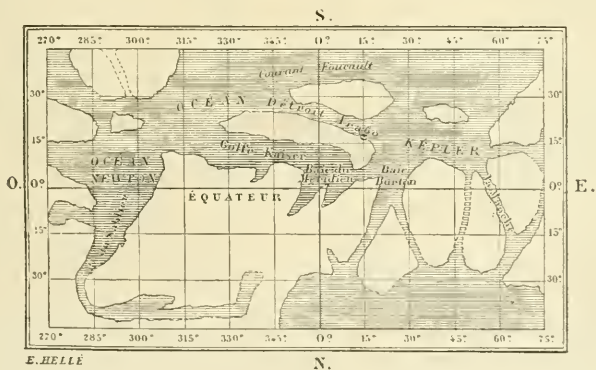 S.
270° 285° 300° 315° 330° 345° 0° 15° 30° 45° 60° 75°
Courant Foucault
30° 30°
OCÉAN Détroit Arago
KÉPLER
15° 15°
Golfe Kaiser
OCÉAN
NEWTON
Baie du
Méridien
Baie
Burton
O. 0° 0° E.
ÉQUATEUR
15° 15°
30° 30°
270° 285° 300° 315° 330° 345° 0° 15° 30° 45° 60° 75°
E. HELLÉ
N.